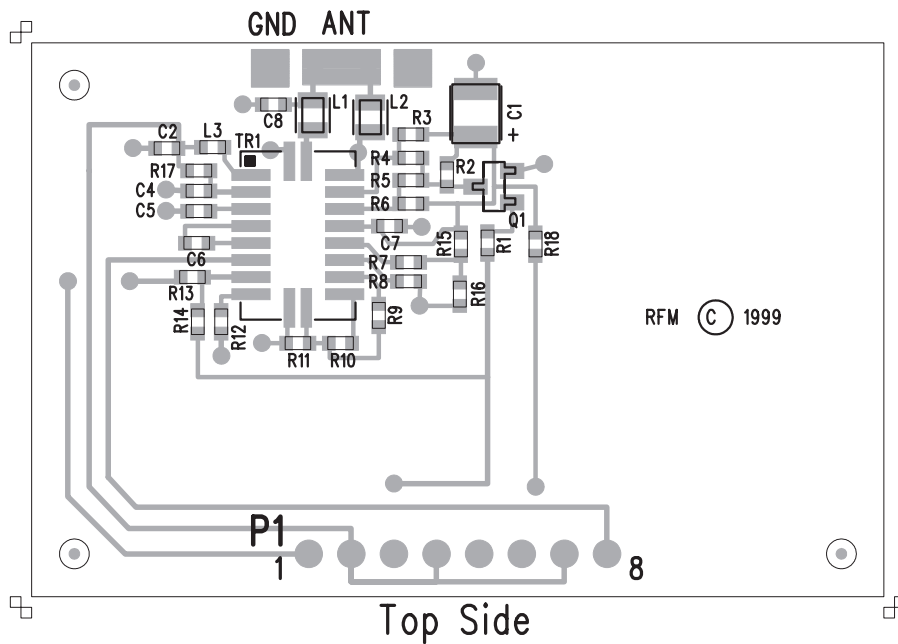 GND ANT
C8 L1 L2 R3 C1 +
C2 L3 TR1 R4
R17 R5 R2
C4 R6
C5 Q1
C6 C7 R15 R1 R18
R7
R13 R8 R16
R14 R12 R9
RFM C 1999
R11 R10
P1
1 8
Top Side